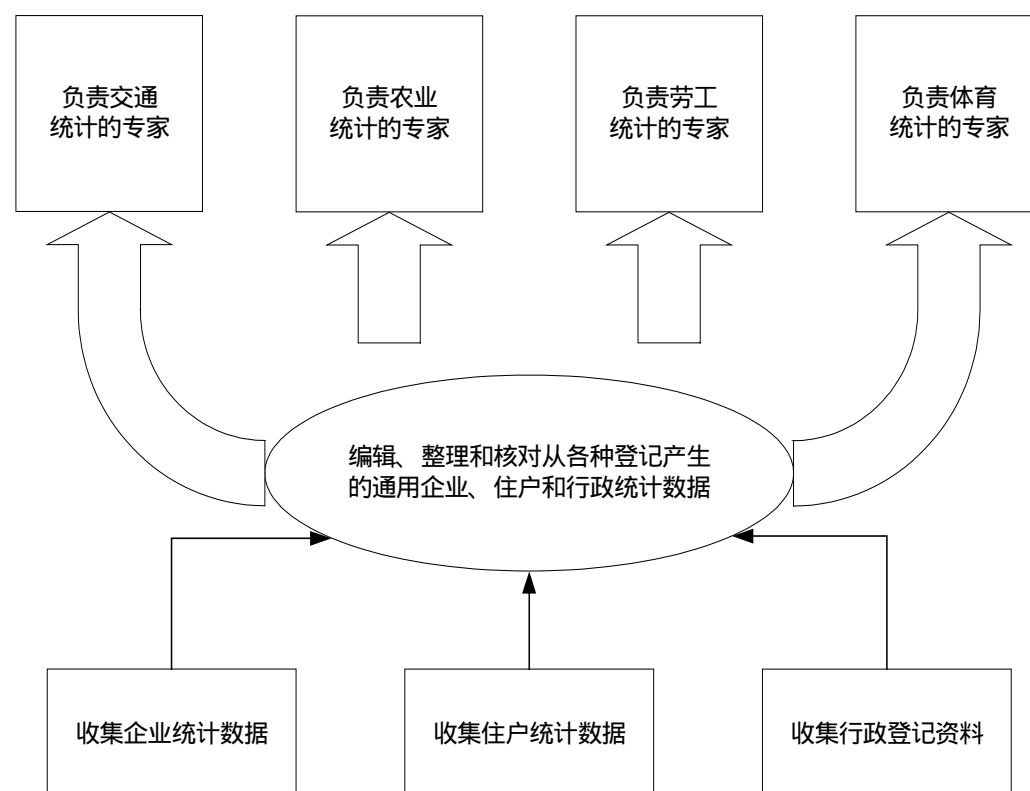 负责交通
统计的专家
负责农业
统计的专家
负责劳工
统计的专家
负责体育
统计的专家
编辑、整理和核对从各种登记产生
的通用企业、住户和行政统计数据
收集企业统计数据
收集住户统计数据
收集行政登记资料